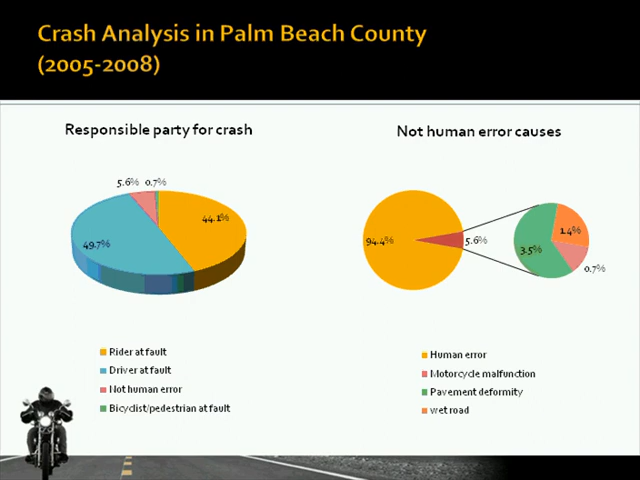 Crash Analysis in Palm Beach County
(2005-2008)
Responsible party for crash
5.6% 0.7%
44.1%
49.7%
Rider at fault
Driver at fault
Not human error
Bicyclist/pedestrian at fault
Not human error causes
94.4%
5.6%
1.4%
3.5%
0.7%
Human error
Motorcycle malfunction
Pavement deformity
wet road